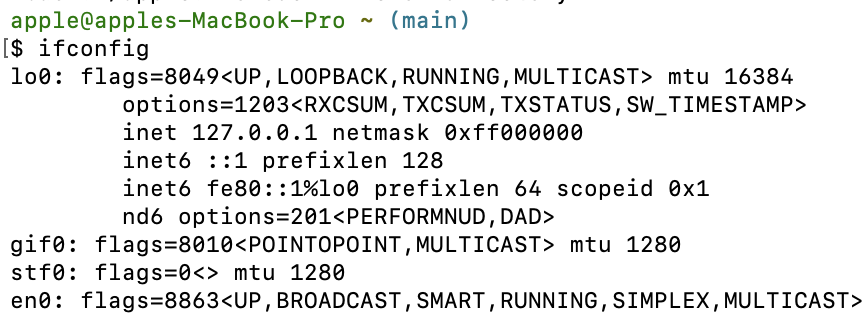 apple@apples-MacBook-Pro ~ (main)
[$ ifconfig
lo0: flags=8049<UP,LOOPBACK,RUNNING,MULTICAST> mtu 16384
        options=1203<RXCSUM,TXCSUM,TXSTATUS,SW_TIMESTAMP>
        inet 127.0.0.1 netmask 0xff000000
        inet6 ::1 prefixlen 128
        inet6 fe80::1%lo0 prefixlen 64 scopeid 0x1
        nd6 options=201<PERFORMNUD,DAD>
gif0: flags=8010<POINTOPOINT,MULTICAST> mtu 1280
stf0: flags=0<> mtu 1280
en0: flags=8863<UP,BROADCAST,SMART,RUNNING,SIMPLEX,MULTICAST>